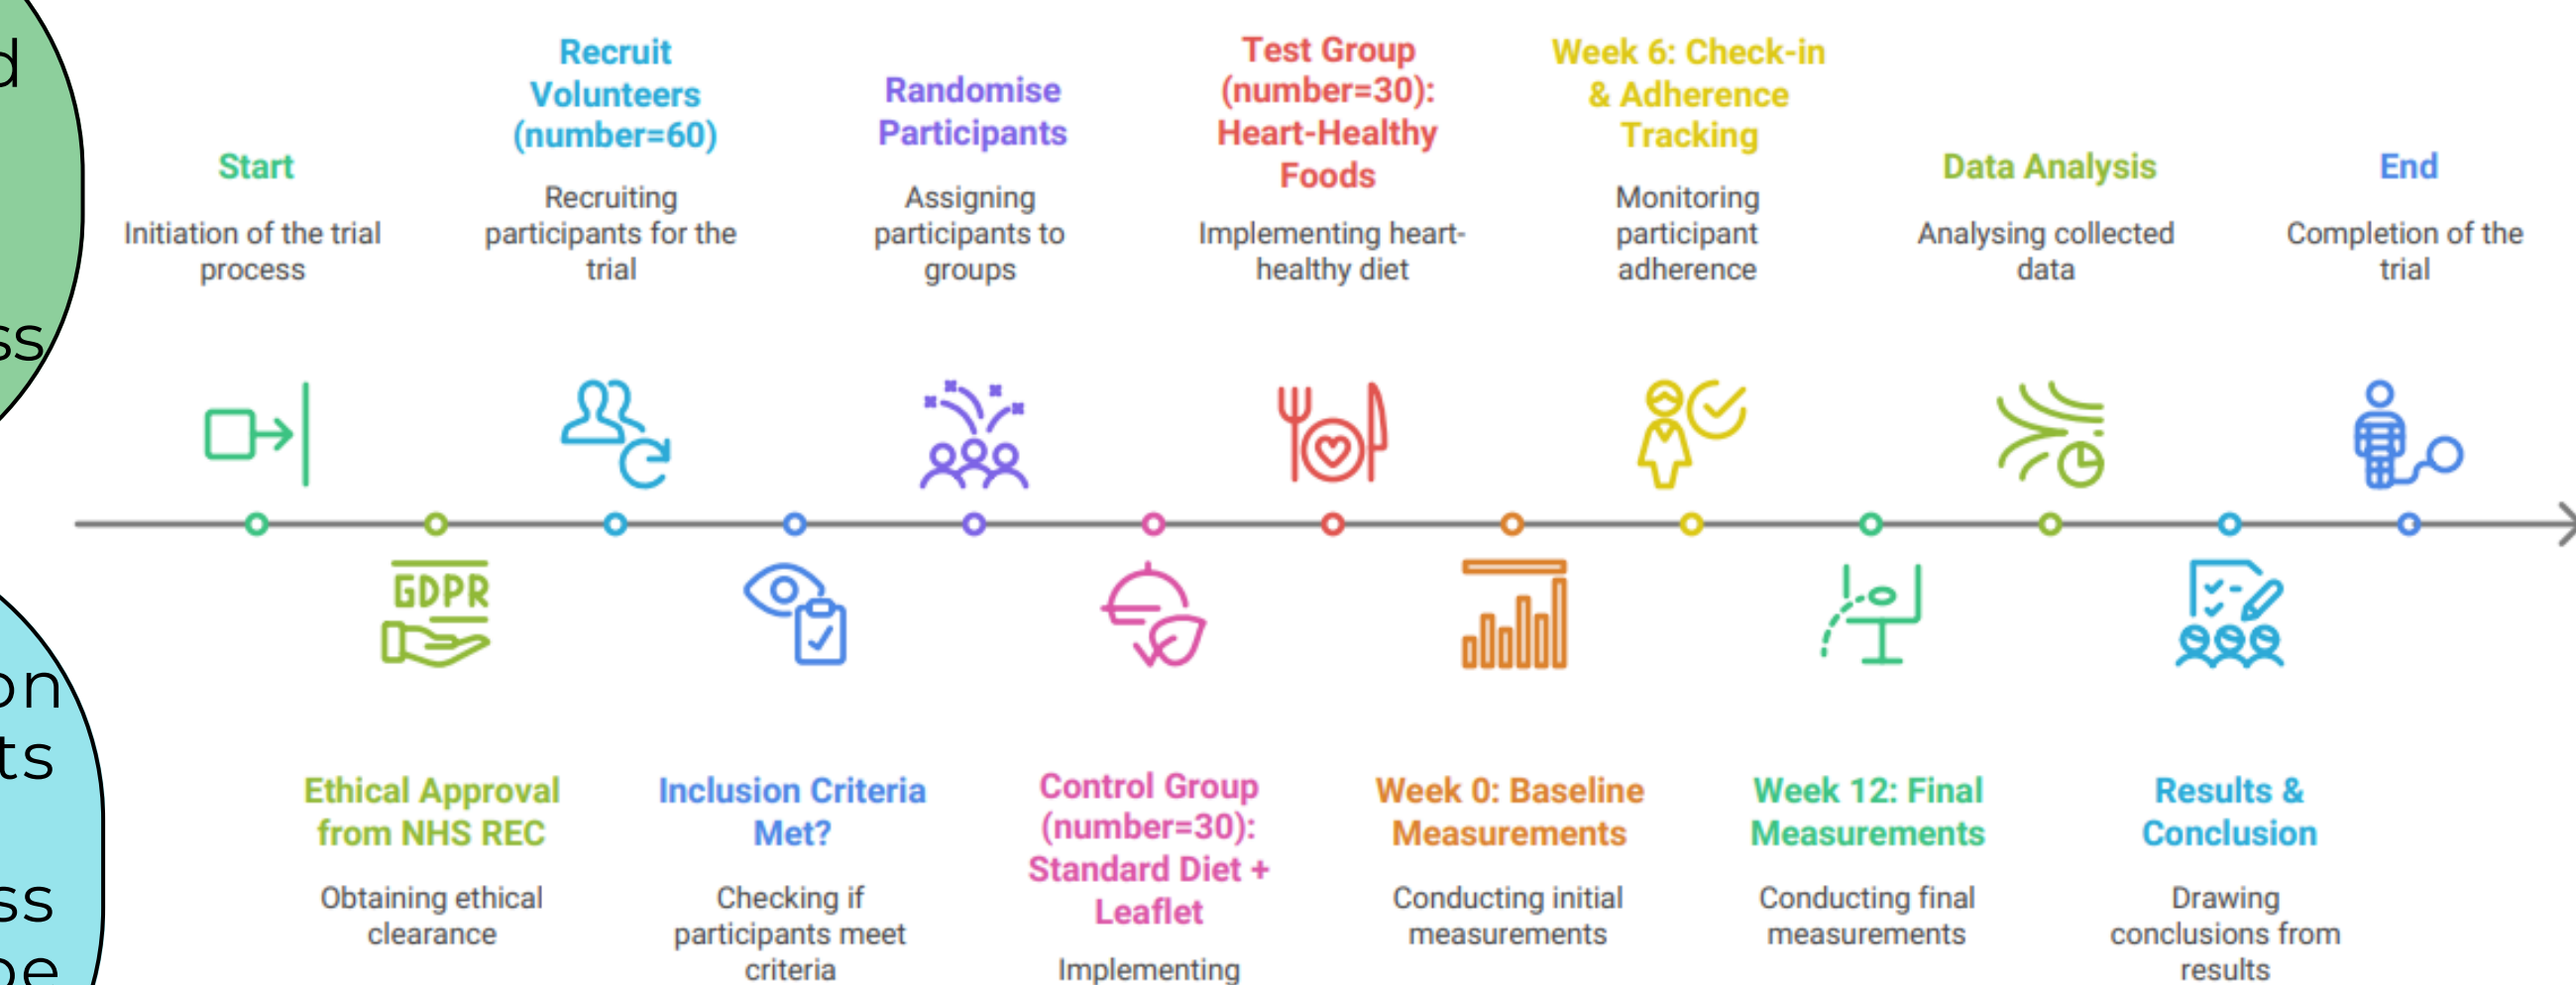 d
ss
on
ts
ss
be
Start
Initiation of the trial
process
GDPR
Ethical Approval
from NHS REC
Obtaining ethical
clearance
Recruit
Volunteers
(number=60)
Recruiting
participants for the
trial
Inclusion Criteria
Met?
Checking if
participants meet
criteria
Randomise
Participants
Assigning
participants to
groups
Control Group
(number=30):
Standard Diet +
Leaflet
Implementing
Test Group
(number=30):
Heart-Healthy
Foods
Implementing heart-
healthy diet
Week 0: Baseline
Measurements
Conducting initial
measurements
Week 6: Check-in
& Adherence
Tracking
Monitoring
participant
adherence
Week 12: Final
Measurements
Conducting final
measurements
Data Analysis
Analysing collected
data
Results &
Conclusion
Drawing
conclusions from
results
End
Completion of the
trial